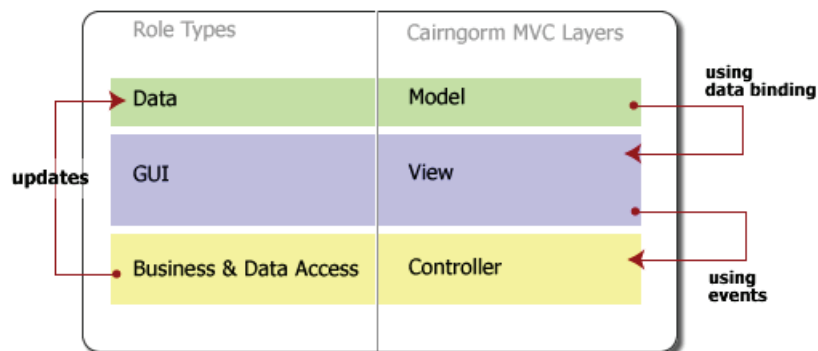 Role Types
Cairngorm MVC Layers
Data
Model
using
data binding
GUI
View
updates
Business & Data Access
Controller
using
events